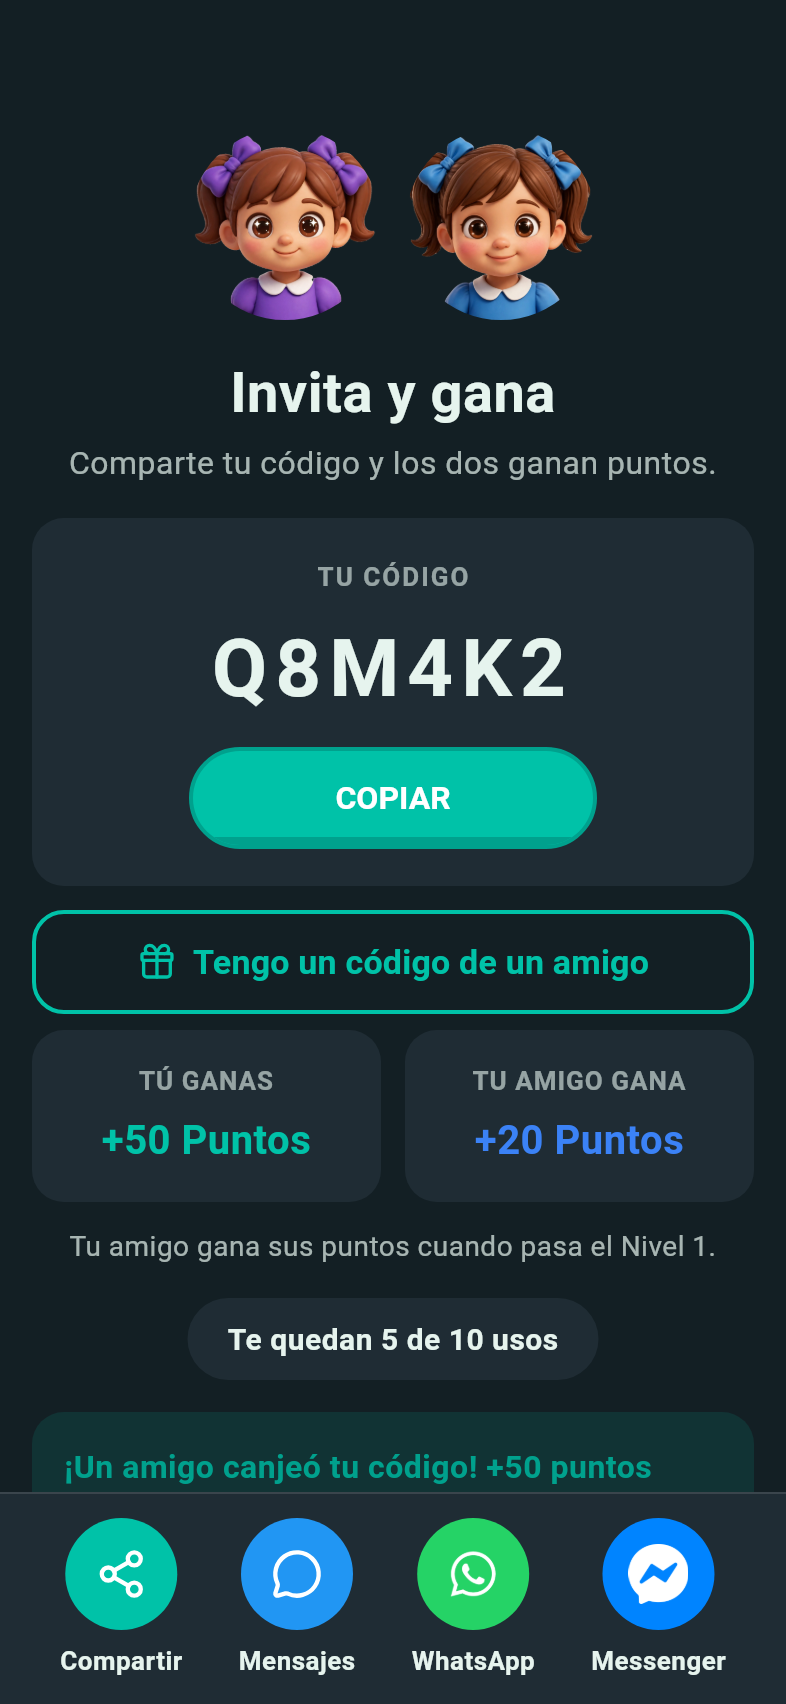 Invita y gana
Comparte tu código y los dos ganan puntos.
TU CÓDIGO
Q8M4K2
COPIAR
Tengo un código de un amigo
TÚ GANAS
+50 Puntos
TU AMIGO GANA
+20 Puntos
Tu amigo gana sus puntos cuando pasa el Nivel 1.
Te quedan 5 de 10 usos
¡Un amigo canjeó tu código! +50 puntos
Compartir
Mensajes
WhatsApp
Messenger